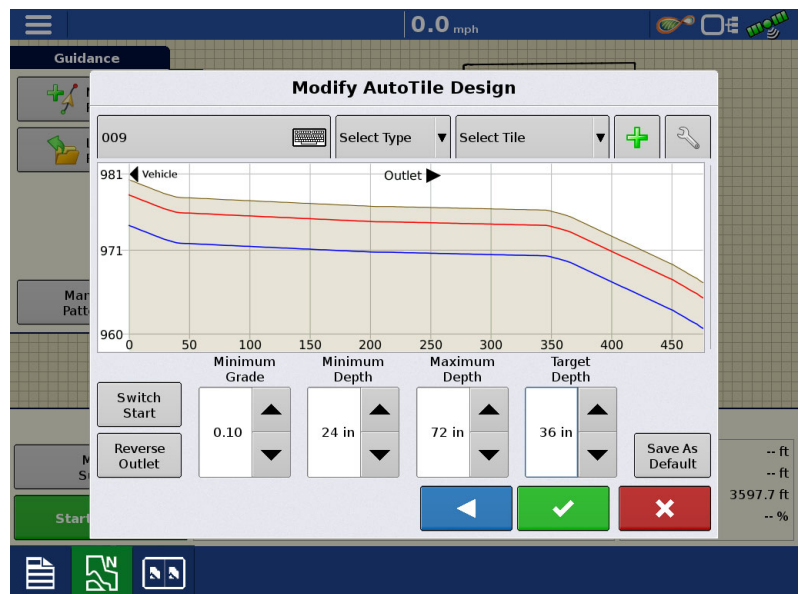 0.0 mph
Guidance
Modify AutoTile Design
009
Select Type
Select Tile
981
Vehicle
Outlet
971
960
0 50 100 150 200 250 300 350 400 450
Minimum Grade
Minimum Depth
Maximum Depth
Target Depth
Switch Start
0.10
24 in
72 in
36 in
Reverse Outlet
Save As Default
Mar
Patt
M
S
Start
-- ft
-- ft
3597.7 ft
-- %
N